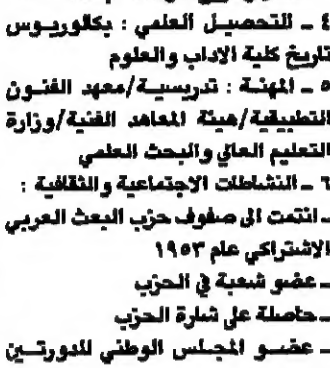 ٤ ـ التحصيل العلمي : بكالوريوس
تاريخ كلية الاداب والعلوم
٥ ـ المهنة : تدريسية/معهد الفنون
التطبيقية/هيئة المعاهد الفنية/وزارة
التعليم العالي والبحث العلمي
٦ ـ النشاطات الاجتماعية والثقافية :
ـ انتمت الى صفوف حزب البعث العربي
الاشتراكي عام ١٩٥٣
ـ عضو شعبة في الحزب
ـ حاصلة على شارة الحزب
ـ عضو المجلس الوطني للدورتين